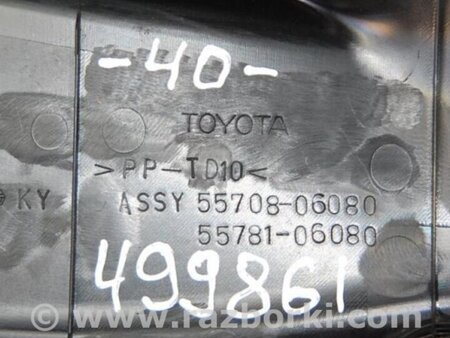 -40-
TOYOTA
>PP-TD10<
KY ASSY 55708-06080
55781-06080
499861
www.razborki.com